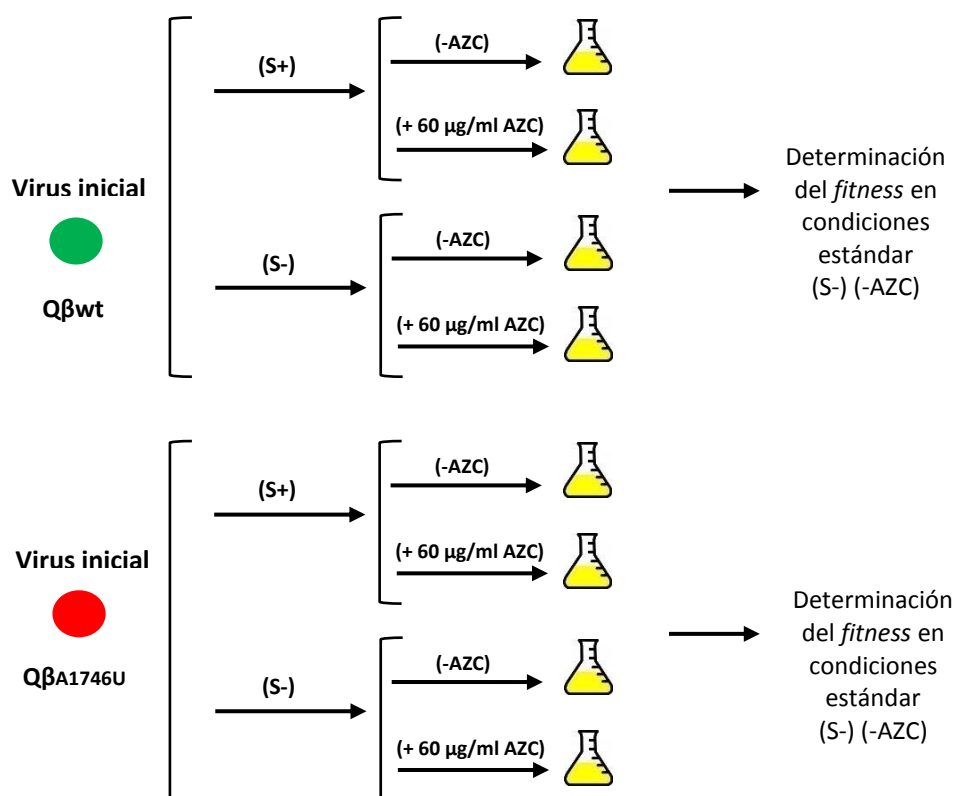 (-AZC)
(S+)
(+ 60 µg/ml AZC)
Virus inicial
Qβwt
(-AZC)
(S-)
(+ 60 µg/ml AZC)
Determinación
del fitness en
condiciones
estándar
(S-) (-AZC)
(-AZC)
(S+)
(+ 60 µg/ml AZC)
Virus inicial
QβA1746U
(-AZC)
(S-)
(+ 60 µg/ml AZC)
Determinación
del fitness en
condiciones
estándar
(S-) (-AZC)